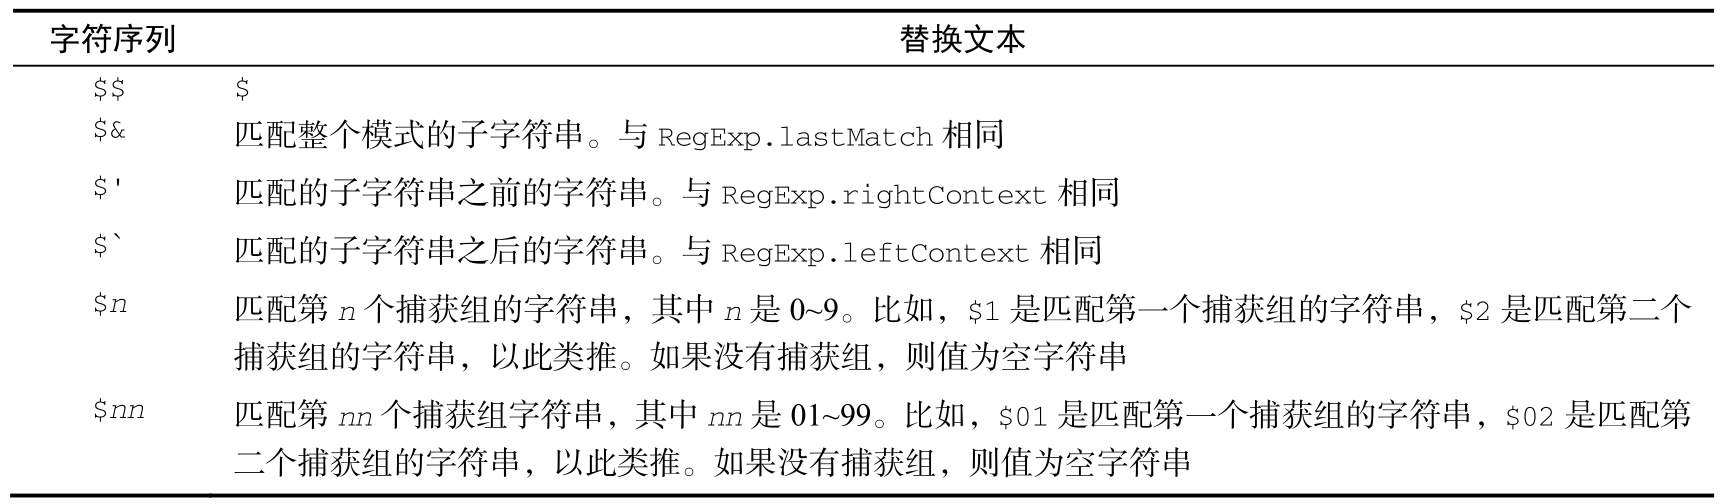 字符序列 替换文本
$$ $
$& 匹配整个模式的子字符串。与 RegExp.lastMatch 相同
$' 匹配的子字符串之前的字符串。与 RegExp.rightContext 相同
$` 匹配的子字符串之后的字符串。与 RegExp.leftContext 相同
$n 匹配第 n 个捕获组的字符串，其中 n 是 0~9。比如，$1 是匹配第一个捕获组的字符串，$2 是匹配第二个
捕获组的字符串，以此类推。如果没有捕获组，则值为空字符串
$nn 匹配第 nn 个捕获组字符串，其中 nn 是 01~99。比如，$01 是匹配第一个捕获组的字符串，$02 是匹配第
二个捕获组的字符串，以此类推。如果没有捕获组，则值为空字符串